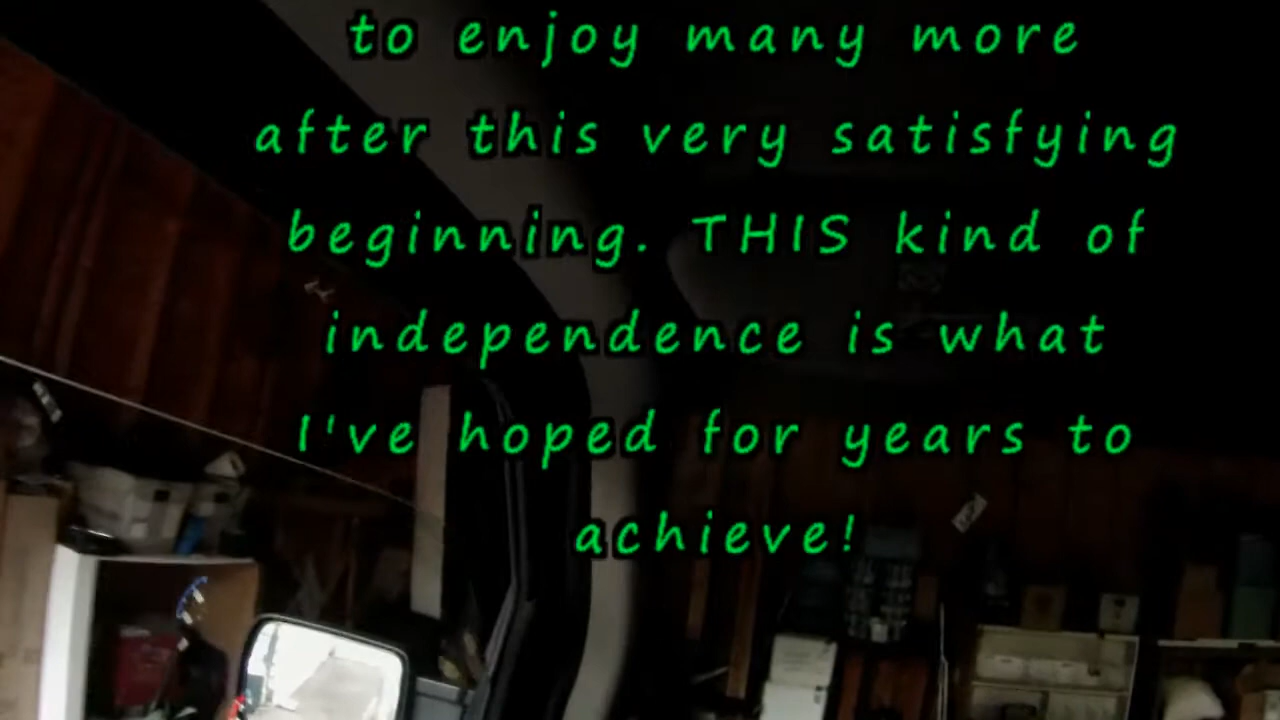 to enjoy many more
after this very satisfying
beginning. THIS kind of
independence is what
I've hoped for years to
achieve!